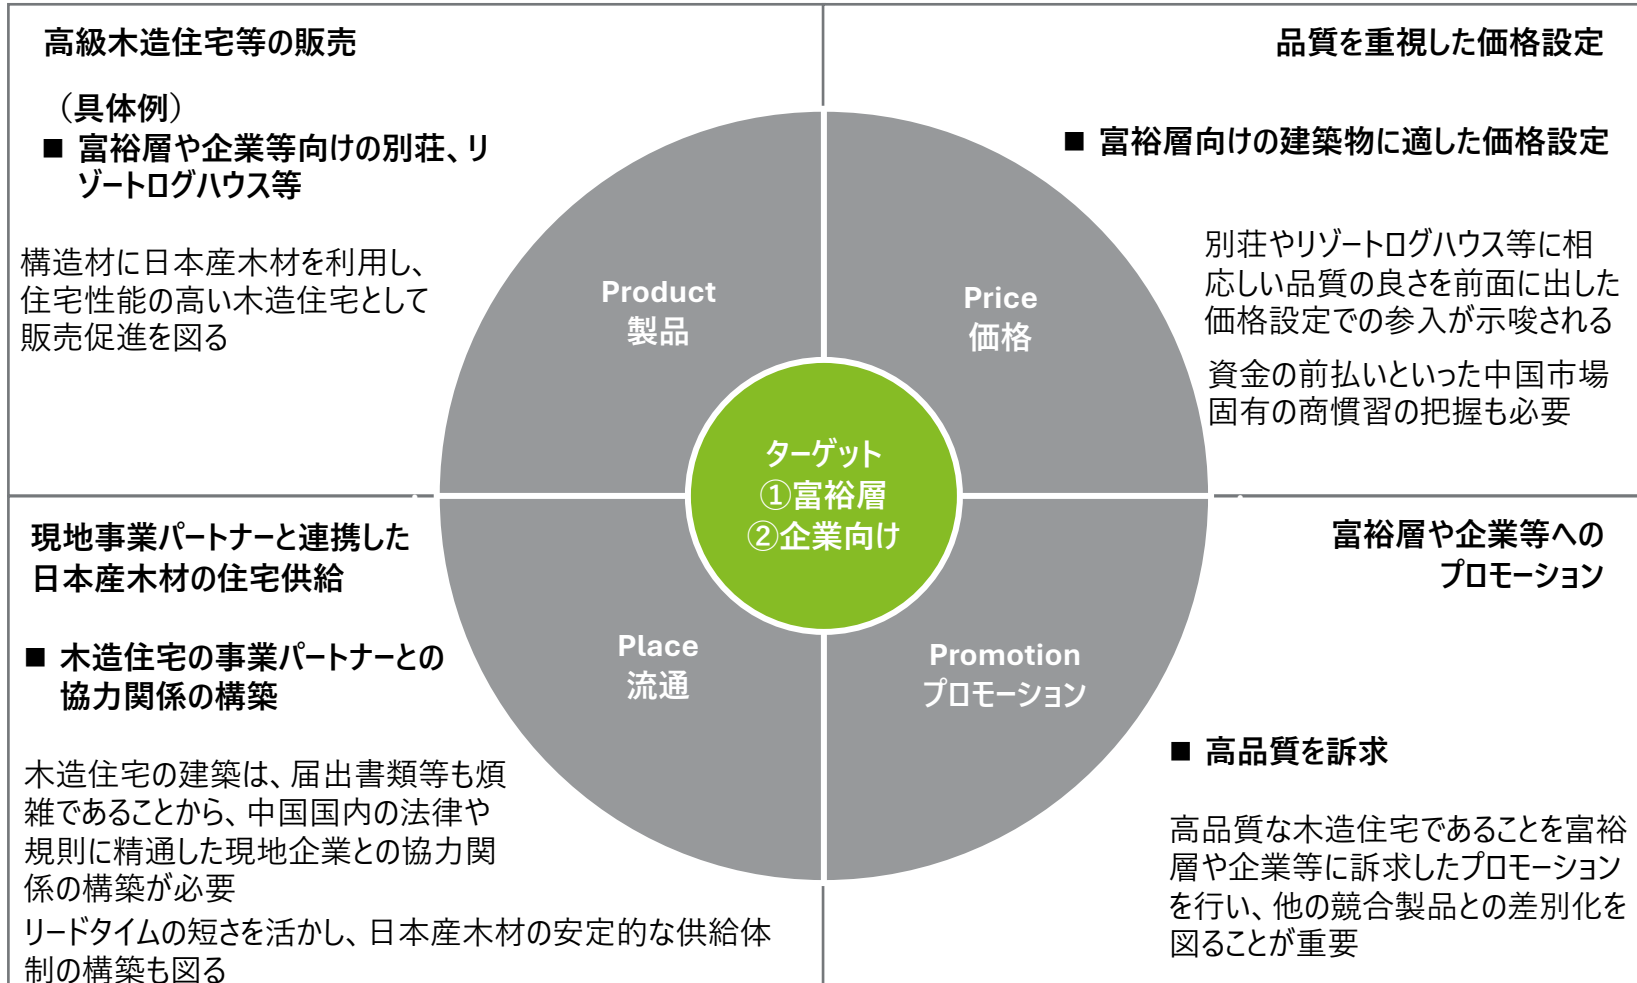 高級木造住宅等の販売
（具体例）
■ 富裕層や企業等向けの別荘、リ
ゾートログハウス等
構造材に日本産木材を利用し、
住宅性能の高い木造住宅として
販売促進を図る
品質を重視した価格設定
■ 富裕層向けの建築物に適した価格設定
別荘やリゾートログハウス等に相
応しい品質の良さを前面に出した
価格設定での参入が示唆される
資金の前払いといった中国市場
固有の商慣習の把握も必要
Product
製品
Price
価格
ターゲット
①富裕層
②企業向け
Place
流通
Promotion
プロモーション
現地事業パートナーと連携した
日本産木材の住宅供給
■ 木造住宅の事業パートナーとの
協力関係の構築
木造住宅の建築は、届出書類等も煩
雑であることから、中国国内の法律や
規則に精通した現地企業との協力関
係の構築が必要
リードタイムの短さを活かし、日本産木材の安定的な供給体
制の構築も図る
富裕層や企業等への
プロモーション
■ 高品質を訴求
高品質な木造住宅であることを富裕
層や企業等に訴求したプロモーション
を行い、他の競合製品との差別化を
図ることが重要